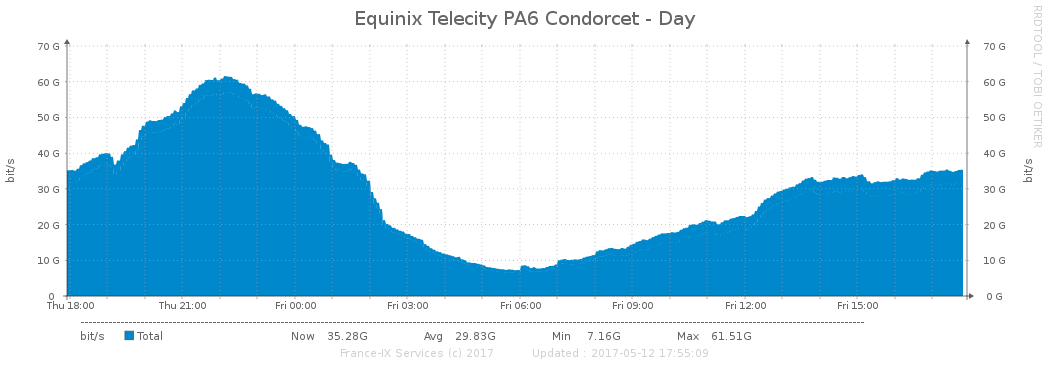 Equinix Telecity PA6 Condorcet - Day
RRDTOOL / TOBI OETIKER
70 G 70 G
60 G 60 G
50 G 50 G
40 G 40 G
30 G 30 G
20 G 20 G
10 G 10 G
0 0 G
bit/s bit/s
Thu 18:00 Thu 21:00 Fri 00:00 Fri 03:00 Fri 06:00 Fri 09:00 Fri 12:00 Fri 15:00
bit/s Total Now 35.28G Avg 29.83G Min 7.16G Max 61.51G
France-IX Services (c) 2017 Updated : 2017-05-12 17:55:09